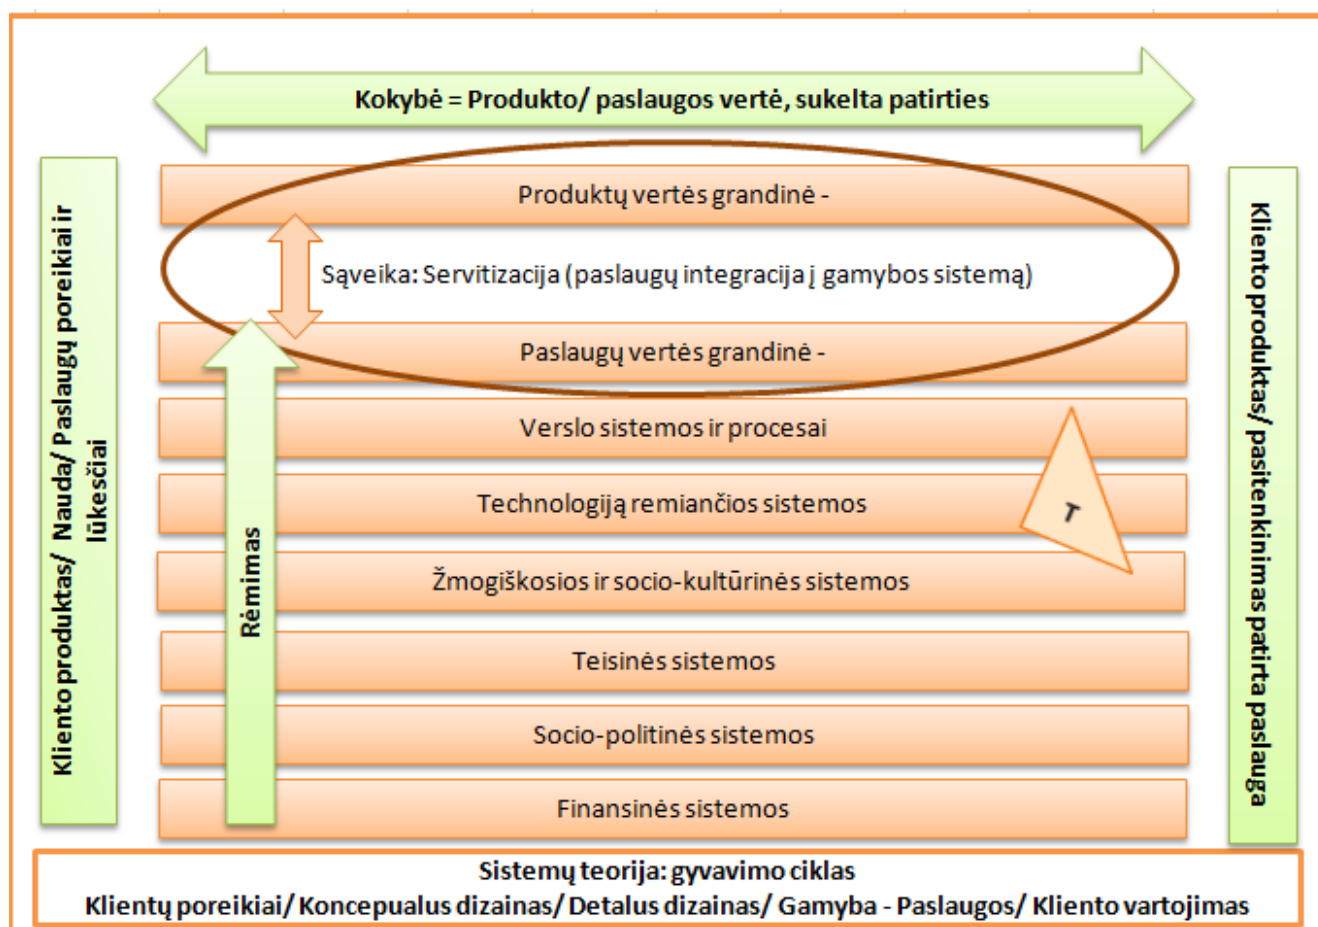 Kokybė = Produkto/ paslaugos vertė, sukelta patirties
Kliento produktas/ Nauda/ Paslaugų poreikiai ir
lūkesčiai
Produktų vertės grandinė -
Sąveika: Servitizacija (paslaugų integracija į gamybos sistemą)
Paslaugų vertės grandinė -
Verslo sistemos ir procesai
Technologiją remiančios sistemos
T
Žmogiškosios ir socio-kultūrinės sistemos
Rėmimas
Teisinės sistemos
Socio-politinės sistemos
Finansinės sistemos
Kliento produktas/ pasitenkinimas patirta paslauga
Sistemų teorija: gyvavimo ciklas
Klientų poreikiai/ Koncepualus dizainas/ Detalus dizainas/ Gamyba - Paslaugos/ Kliento vartojimas